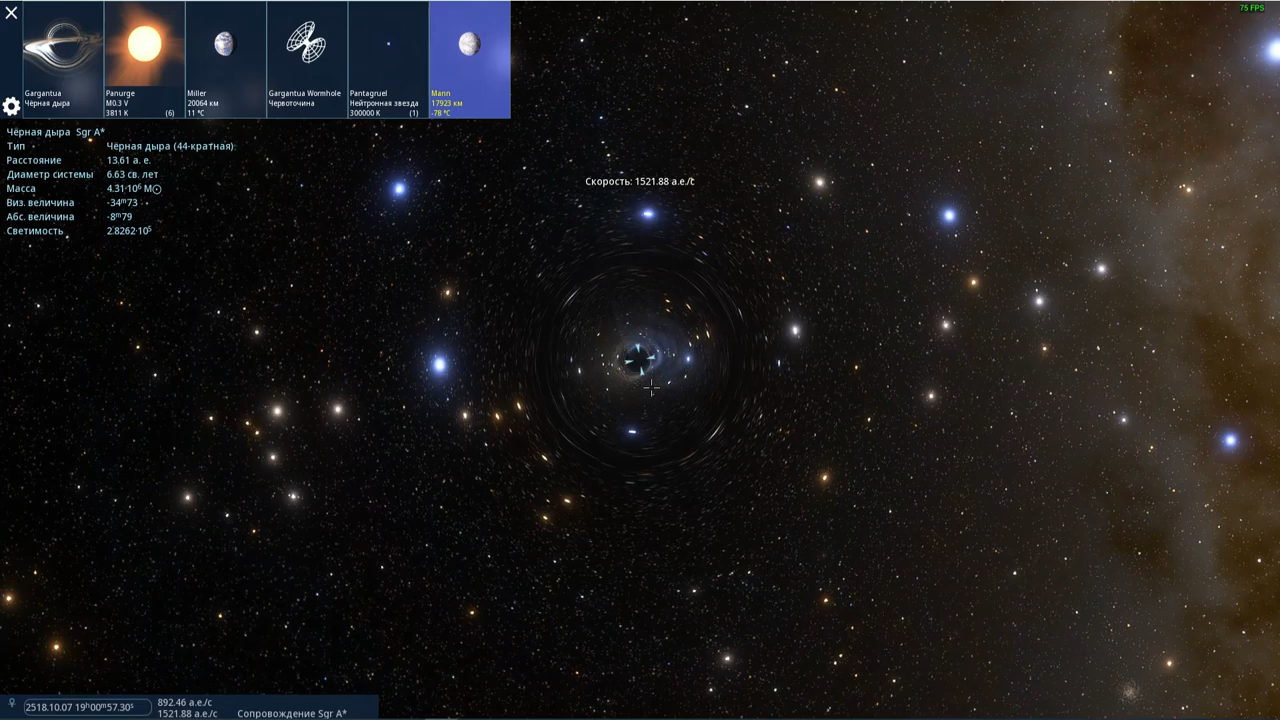 75 FPS
Gargantua
Чёрная дыра
Panurge
M0.3 V
3811 K (6)
Miller
20064 км
11 °C
Gargantua Wormhole
Червоточина
Pantagruel
Нейтронная звезда
300000 K (1)
Mann
17923 км
-78 °C
Чёрная дыра Sgr A*
Тип Чёрная дыра (44-кратная)
Расстояние 13.61 а. е.
Диаметр системы 6.63 св. лет
Масса 4.31·10⁶ M☉
Виз. величина -34ᵐ73
Абс. величина -8ᵐ79
Светимость 2.8262·10⁵
Скорость: 1521.88 а.е./с
2518.10.07 19ʰ00ᵐ57.30ˢ
892.46 а.е./с
1521.88 а.е./с Сопровождение Sgr A*